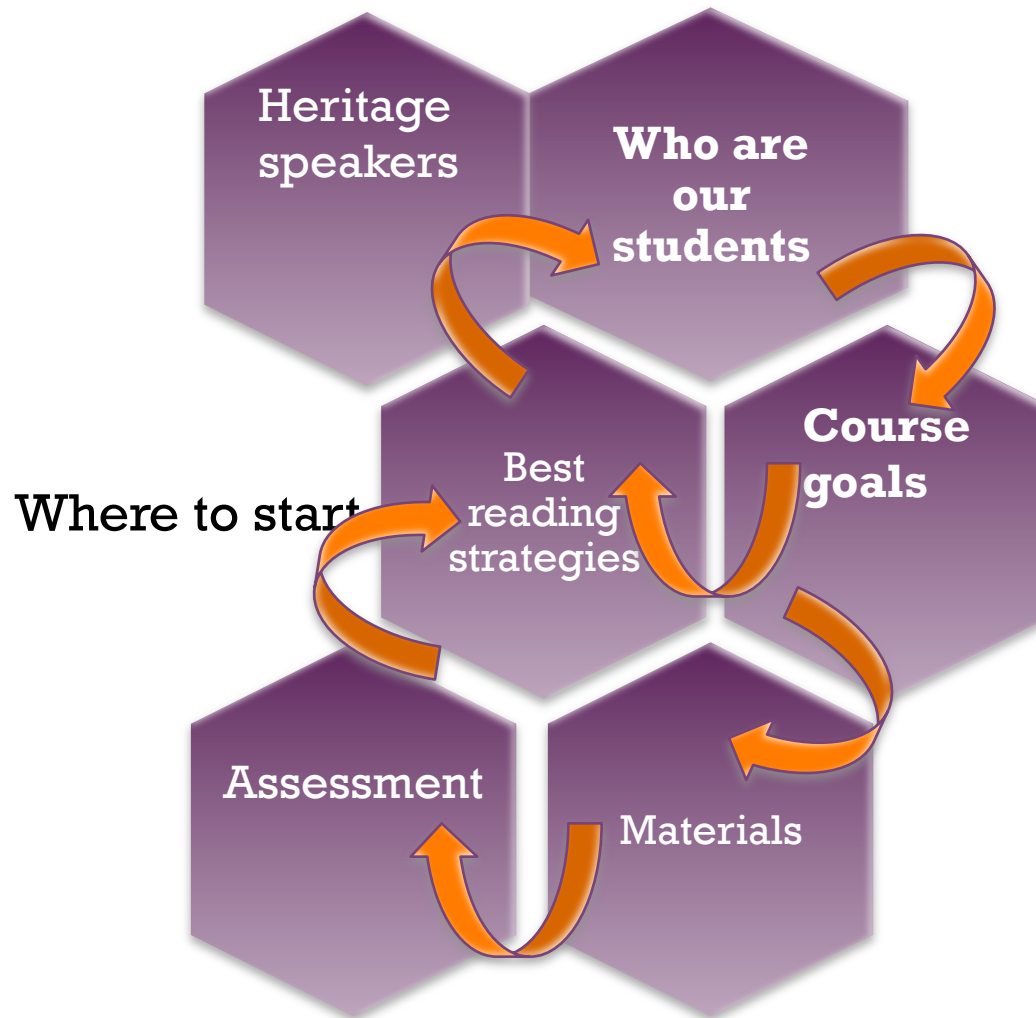 Heritage
speakers
Who are
our
students
Where to start
Best
reading
strategies
Course
goals
Assessment
Materials